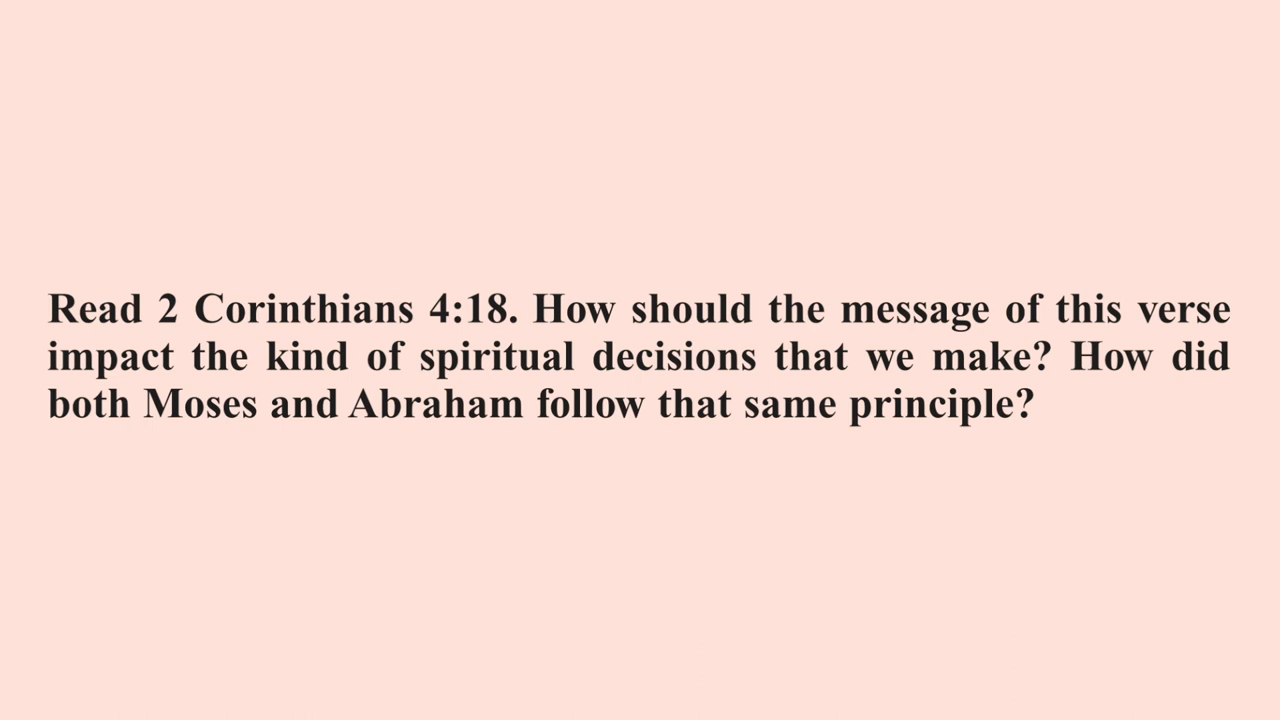 Read 2 Corinthians 4:18. How should the message of this verse
impact the kind of spiritual decisions that we make? How did
both Moses and Abraham follow that same principle?